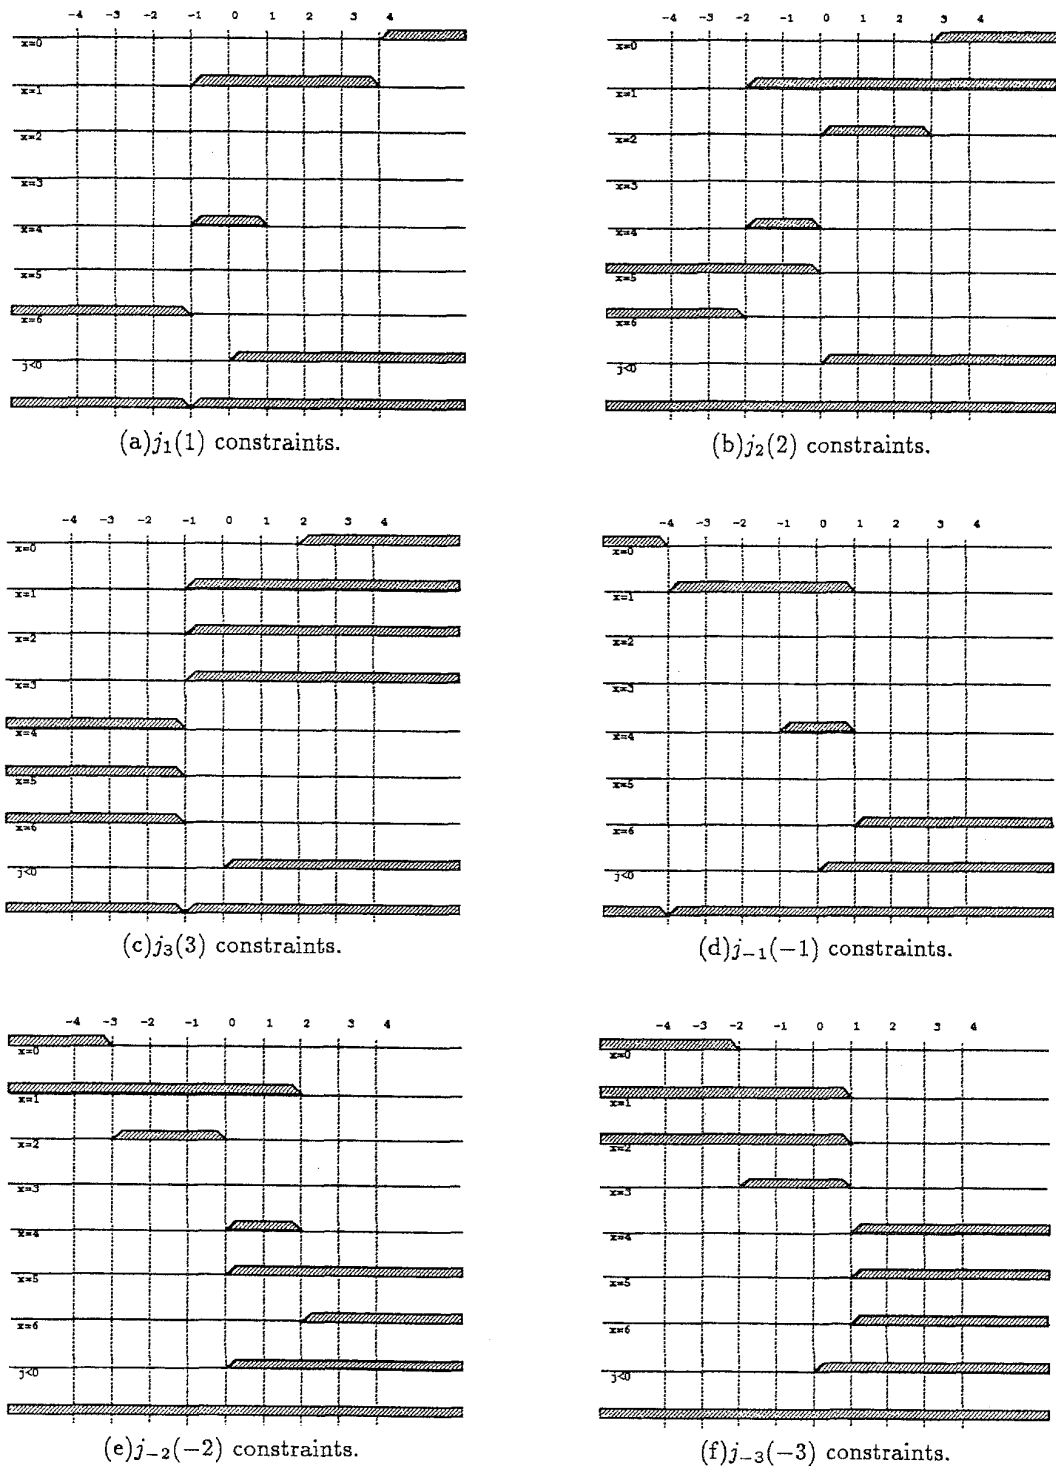 -4 -3 -2 -1 0 1 2 3 4
x=0
x=1
x=2
x=3
x=4
x=5
x=6
j<0
(a)j₁(1) constraints.
-4 -3 -2 -1 0 1 2 3 4
x=0
x=1
x=2
x=3
x=4
x=5
x=6
j<0
(b)j₂(2) constraints.
-4 -3 -2 -1 0 1 2 3 4
x=0
x=1
x=2
x=3
x=4
x=5
x=6
j<0
(c)j₃(3) constraints.
-4 -3 -2 -1 0 1 2 3 4
x=0
x=1
x=2
x=3
x=4
x=5
x=6
j<0
(d)j₋₁(−1) constraints.
-4 -3 -2 -1 0 1 2 3 4
x=0
x=1
x=2
x=3
x=4
x=5
x=6
j<0
(e)j₋₂(−2) constraints.
-4 -3 -2 -1 0 1 2 3 4
x=0
x=1
x=2
x=3
x=4
x=5
x=6
j<0
(f)j₋₃(−3) constraints.